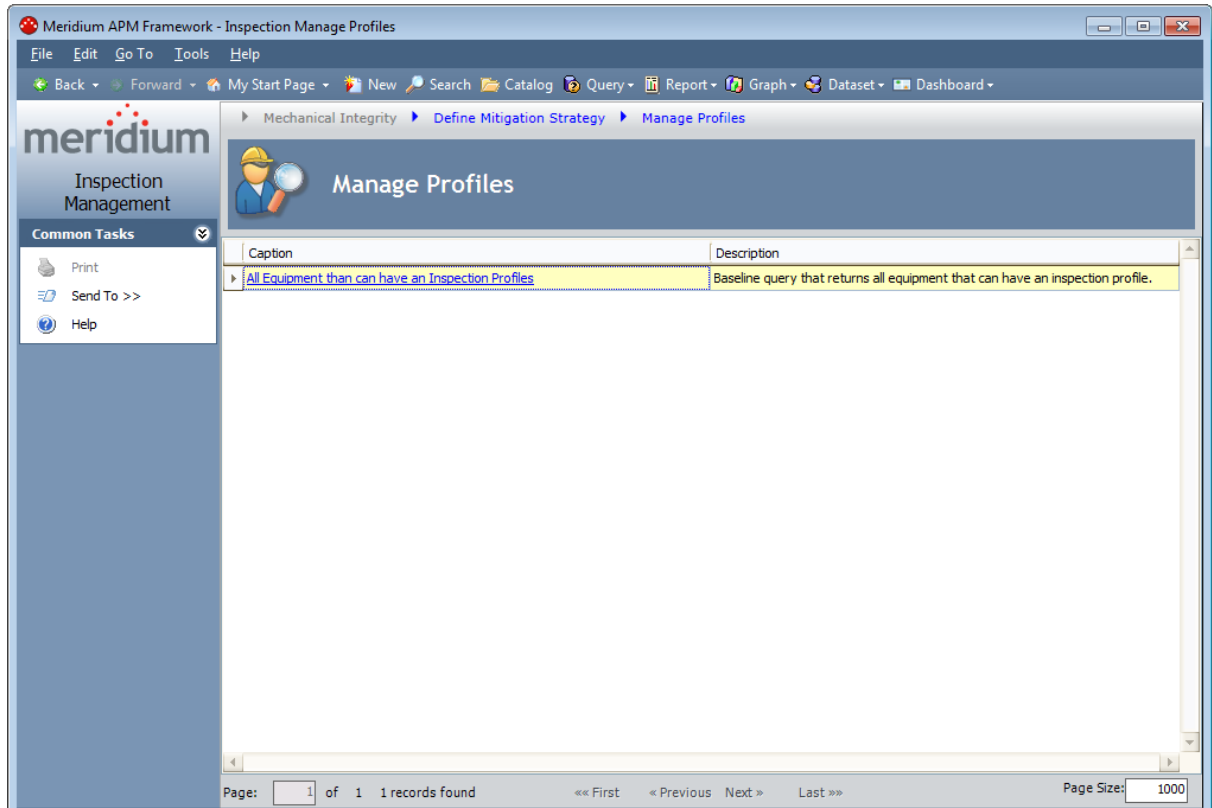 Meridium APM Framework - Inspection Manage Profiles
File Edit Go To Tools Help
Back Forward My Start Page New Search Catalog Query Report Graph Dataset Dashboard
meridium
Inspection
Management
Common Tasks
Print
Send To >>
Help
Mechanical Integrity Define Mitigation Strategy Manage Profiles
Manage Profiles
Caption Description
All Equipment than can have an Inspection Profiles Baseline query that returns all equipment that can have an inspection profile.
Page: 1 of 1 1 records found «« First « Previous Next » Last »» Page Size: 1000